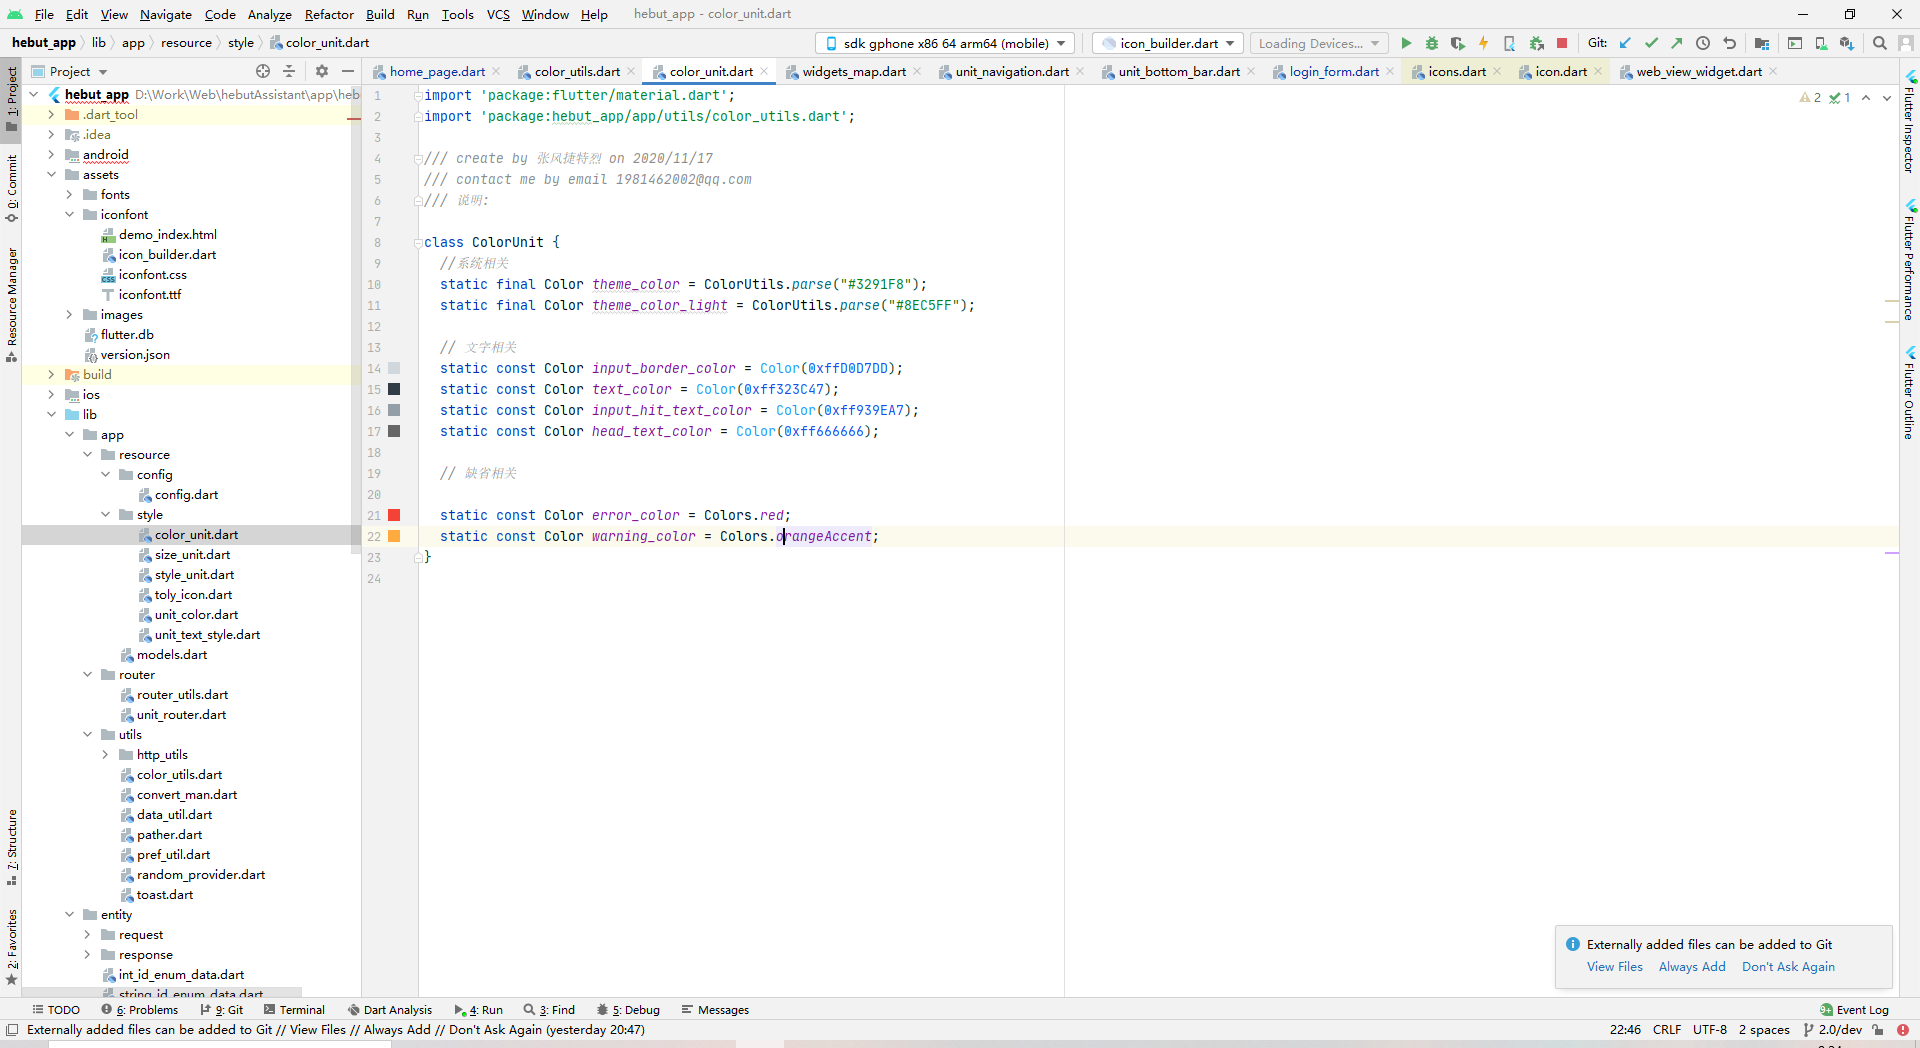 File Edit View Navigate Code Analyze Refactor Build Run Tools VCS Window Help hebut_app - color_unit.dart
hebut_app lib app resource style color_unit.dart sdk gphone x86 64 arm64 (mobile) icon_builder.dart Loading Devices... Git:
Project home_page.dart color_utils.dart color_unit.dart widgets_map.dart unit_navigation.dart unit_bottom_bar.dart login_form.dart icons.dart icon.dart web_view_widget.dart
1: Project
0: Commit
Resource Manager
7: Structure
2: Favorites
hebut_app D:\Work\Web\hebutAssistant\app\heb
.dart_tool
.idea
android
assets
fonts
iconfont
demo_index.html
icon_builder.dart
iconfont.css
iconfont.ttf
images
flutter.db
version.json
build
ios
lib
app
resource
config
config.dart
style
color_unit.dart
size_unit.dart
style_unit.dart
toly_icon.dart
unit_color.dart
unit_text_style.dart
models.dart
router
router_utils.dart
unit_router.dart
utils
http_utils
color_utils.dart
convert_man.dart
data_util.dart
pather.dart
pref_util.dart
random_provider.dart
toast.dart
entity
request
response
int_id_enum_data.dart
string_id_enum_data.dart
1 import 'package:flutter/material.dart';
2 import 'package:hebut_app/app/utils/color_utils.dart';
3
4 /// create by 张风捷特烈 on 2020/11/17
5 /// contact me by email 1981462002@qq.com
6 /// 说明:
7
8 class ColorUnit {
9 //系统相关
10 static final Color theme_color = ColorUtils.parse("#3291F8");
11 static final Color theme_color_light = ColorUtils.parse("#8EC5FF");
12
13 // 文字相关
14 static const Color input_border_color = Color(0xffD0D7DD);
15 static const Color text_color = Color(0xff323C47);
16 static const Color input_hit_text_color = Color(0xff939EA7);
17 static const Color head_text_color = Color(0xff666666);
18
19 // 缺省相关
20
21 static const Color error_color = Colors.red;
22 static const Color warning_color = Colors.orangeAccent;
23 }
24
2 1
Flutter Inspector
Flutter Performance
Flutter Outline
Externally added files can be added to Git
View Files Always Add Don't Ask Again
TODO 6: Problems 9: Git Terminal Dart Analysis 4: Run 3: Find 5: Debug Messages Event Log
Externally added files can be added to Git // View Files // Always Add // Don't Ask Again (yesterday 20:47) 22:46 CRLF UTF-8 2 spaces 2.0/dev